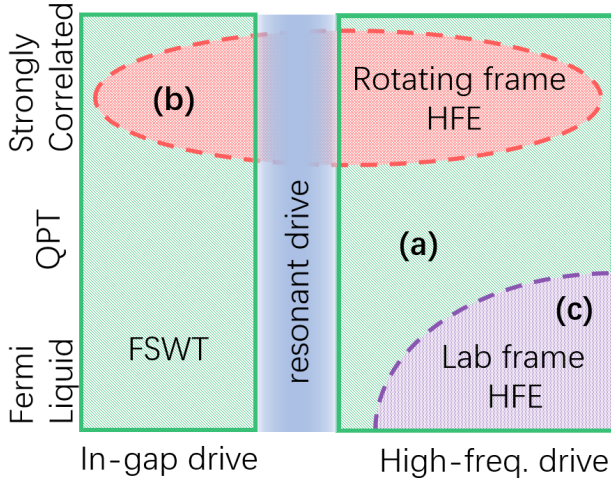 Strongly
Correlated
QPT
Fermi
Liquid
(b)
Rotating frame
HFE
resonant drive
(a)
(c)
FSWT
Lab frame
HFE
In-gap drive
High-freq. drive